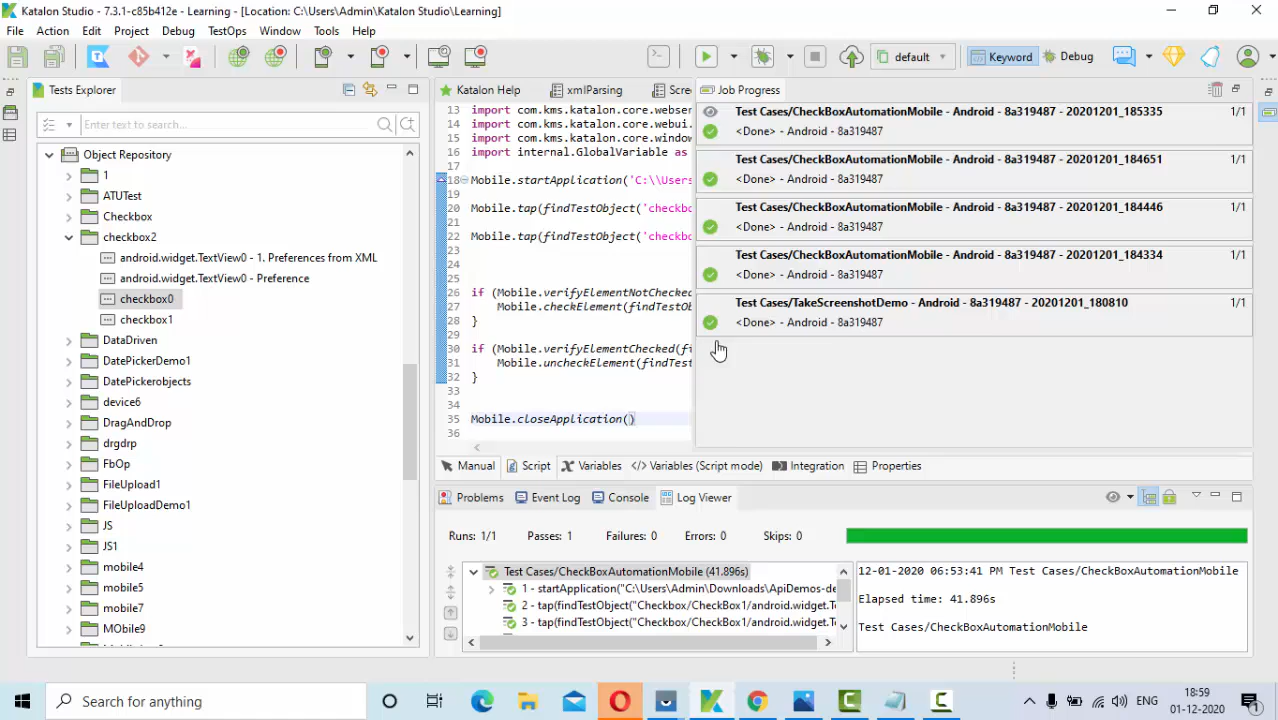 Katalon Studio - 7.3.1-c85b412e - Learning - [Location: C:\Users\Admin\Katalon Studio\Learning]
File Action Edit Project Debug TestOps Window Tools Help
default Keyword Debug
Tests Explorer
Enter text to search...
Object Repository
1
ATUTest
Checkbox
checkbox2
android.widget.TextView0 - 1. Preferences from XML
android.widget.TextView0 - Preference
checkbox0
checkbox1
DataDriven
DatePickerDemo1
DatePickerobjects
device6
DragAndDrop
drgdrp
FbOp
FileUpload1
FileUploadDemo1
JS
JS1
mobile4
mobile5
mobile7
MObile9
Katalon Help xmlParsing Scre
13 import com.kms.katalon.core.webser
14 import com.kms.katalon.core.webui.
15 import com.kms.katalon.core.window
16 import internal.GlobalVariable as
17
18 Mobile.startApplication('C:\\Users
19
20 Mobile.tap(findTestObject('checkbo
21
22 Mobile.tap(findTestObject('checkbo
23
24
25
26 if (Mobile.verifyElementNotChecked
27 Mobile.checkElement(findTestOb
28 }
29
30 if (Mobile.verifyElementChecked(fi
31 Mobile.uncheckElement(findTest
32 }
33
34
35 Mobile.closeApplication()
36
Job Progress
Test Cases/CheckBoxAutomationMobile - Android - 8a319487 - 20201201_185335 1/1
<Done> - Android - 8a319487
Test Cases/CheckBoxAutomationMobile - Android - 8a319487 - 20201201_184651 1/1
<Done> - Android - 8a319487
Test Cases/CheckBoxAutomationMobile - Android - 8a319487 - 20201201_184446 1/1
<Done> - Android - 8a319487
Test Cases/CheckBoxAutomationMobile - Android - 8a319487 - 20201201_184334 1/1
<Done> - Android - 8a319487
Test Cases/TakeScreenshotDemo - Android - 8a319487 - 20201201_180810 1/1
<Done> - Android - 8a319487
Manual Script Variables Variables (Script mode) Integration Properties
Problems Event Log Console Log Viewer
Runs: 1/1 Passes: 1 Failures: 0 Errors: 0 Skips: 0
Test Cases/CheckBoxAutomationMobile (41.896s)
1 - startApplication("C:\Users\Admin\Downloads\ApiDemos-de
2 - tap(findTestObject("Checkbox/CheckBox1/android.widget.T
3 - tap(findTestObject("Checkbox/CheckBox1/android.widget.T
12-01-2020 06:53:41 PM Test Cases/CheckBoxAutomationMobile
Elapsed time: 41.896s
Test Cases/CheckBoxAutomationMobile
Search for anything
ENG
18:59
01-12-2020
1